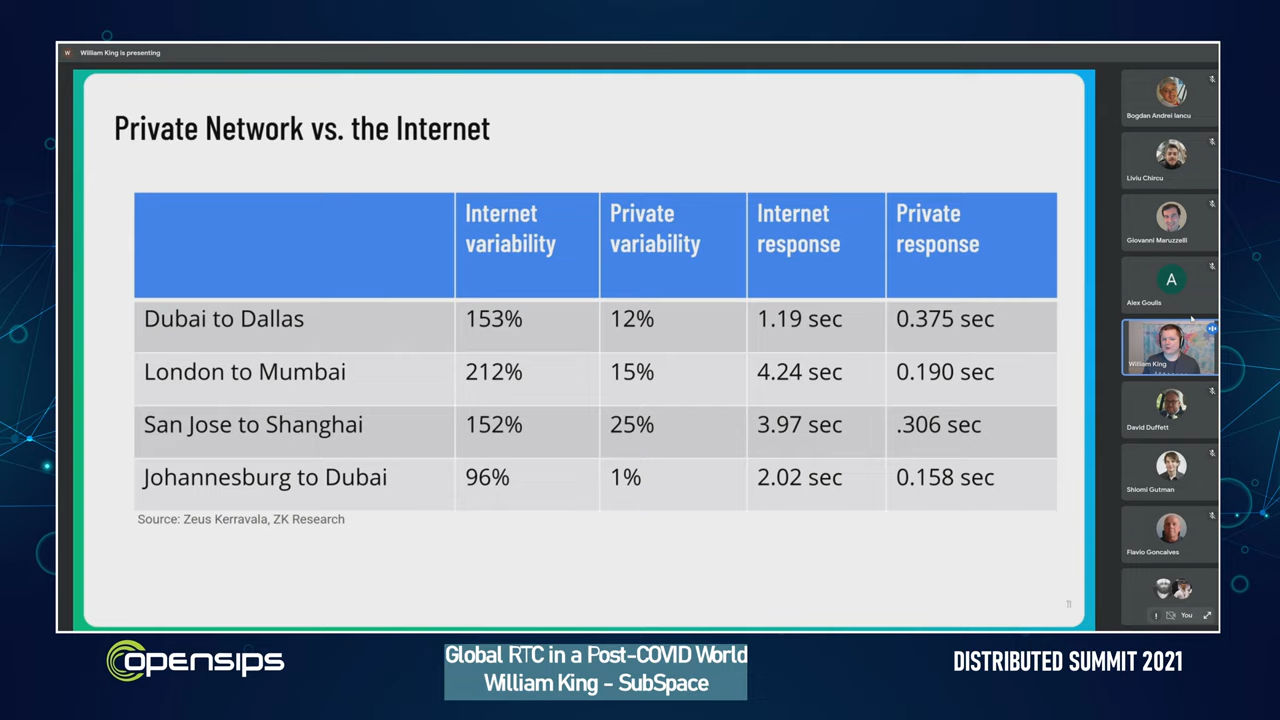 W William King is presenting
Private Network vs. the Internet
Internet variability Private variability Internet response Private response
Dubai to Dallas 153% 12% 1.19 sec 0.375 sec
London to Mumbai 212% 15% 4.24 sec 0.190 sec
San Jose to Shanghai 152% 25% 3.97 sec .306 sec
Johannesburg to Dubai 96% 1% 2.02 sec 0.158 sec
Source: Zeus Kerravala, ZK Research
11
Bogdan Andrei Iancu
Liviu Chircu
Giovanni Maruzzelli
A
Alex Goulis
William King
David Duffett
Shlomi Gutman
Flavio Goncalves
You
OPENSIPS
Global RTC in a Post-COVID World
William King - SubSpace
DISTRIBUTED SUMMIT 2021